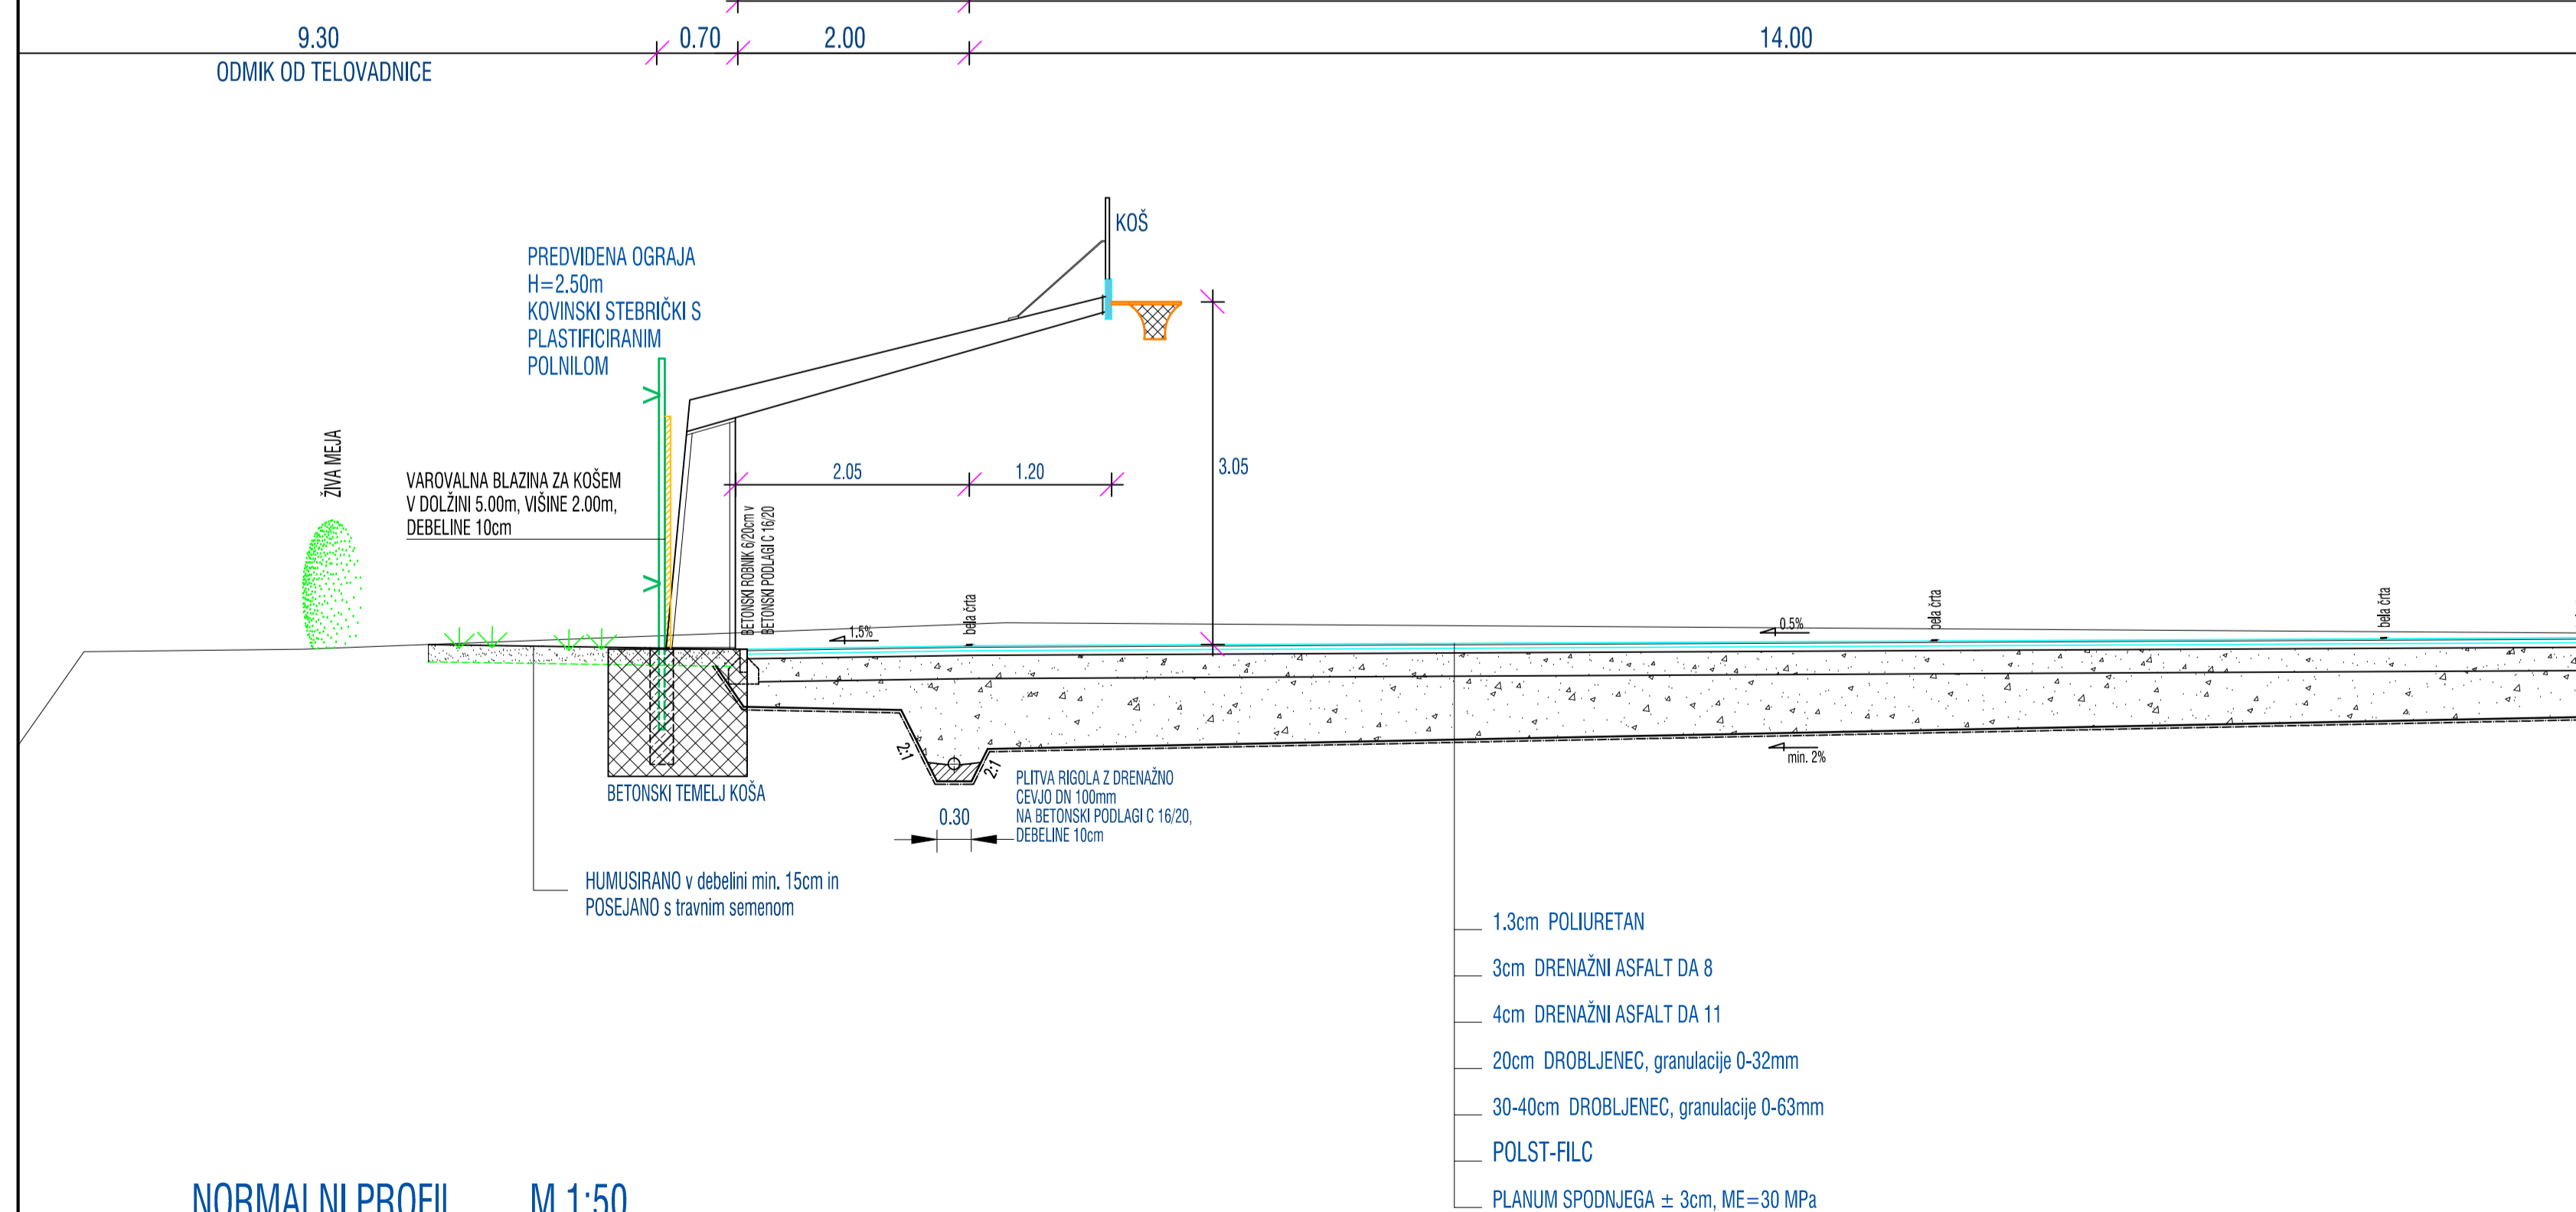 9.30
0.70
2.00
14.00
ODMIK OD TELOVADNICE
KOŠ
PREDVIDENA OGRAJA
H=2.50m
KOVINSKI STEBRIČKI S
PLASTIFICIRANIM
POLNILOM
ŽIVA MEJA
VAROVALNA BLAZINA ZA KOŠEM
V DOLŽINI 5.00m, VIŠINE 2.00m,
DEBELINE 10cm
2.05
1.20
3.05
BETONSKI ROBNIK 6/20cm v
BETONSKI PODLAGI C 16/20
1.5%
bela črta
0.5%
bela črta
bela črta
min. 2%
2:1
2:1
BETONSKI TEMELJ KOŠA
PLITVA RIGOLA Z DRENAŽNO
CEVJO DN 100mm
NA BETONSKI PODLAGI C 16/20,
DEBELINE 10cm
0.30
HUMUSIRANO v debelini min. 15cm in
POSEJANO s travnim semenom
1.3cm POLIURETAN
3cm DRENAŽNI ASFALT DA 8
4cm DRENAŽNI ASFALT DA 11
20cm DROBLJENEC, granulacije 0-32mm
30-40cm DROBLJENEC, granulacije 0-63mm
POLST-FILC
PLANUM SPODNJEGA ± 3cm, ME=30 MPa
NORMALNI PROFIL M 1:50